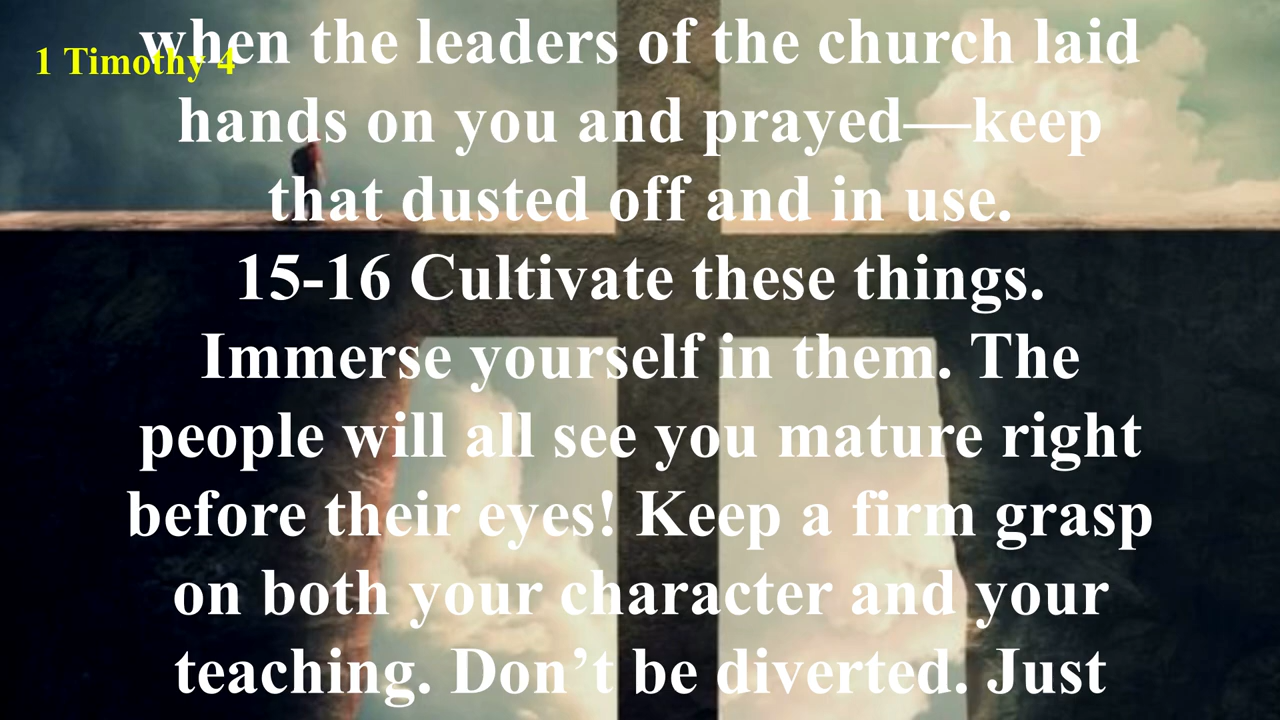 1 Timothy 4
when the leaders of the church laid
hands on you and prayed—keep
that dusted off and in use.
15-16 Cultivate these things.
Immerse yourself in them. The
people will all see you mature right
before their eyes! Keep a firm grasp
on both your character and your
teaching. Don’t be diverted. Just